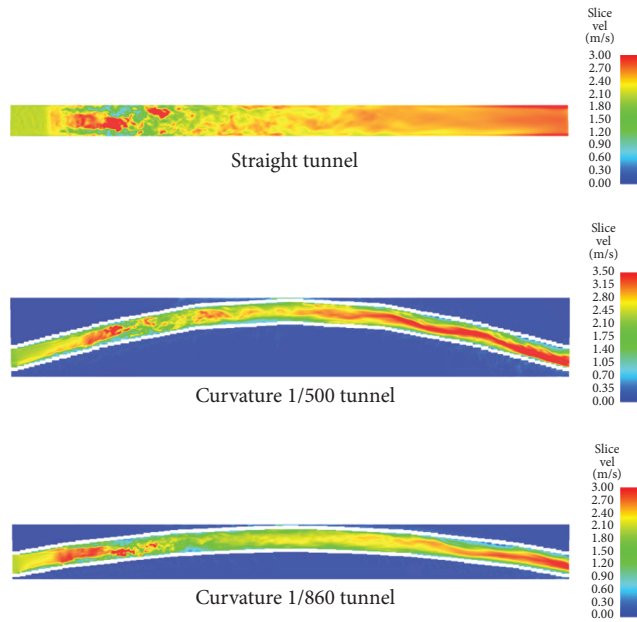 Slice
vel
(m/s)
3.00
2.70
2.40
2.10
1.80
1.50
1.20
0.90
0.60
0.30
0.00
Straight tunnel
Slice
vel
(m/s)
3.50
3.15
2.80
2.45
2.10
1.75
1.40
1.05
0.70
0.35
0.00
Curvature 1/500 tunnel
Slice
vel
(m/s)
3.00
2.70
2.40
2.10
1.80
1.50
1.20
0.90
0.60
0.30
0.00
Curvature 1/860 tunnel